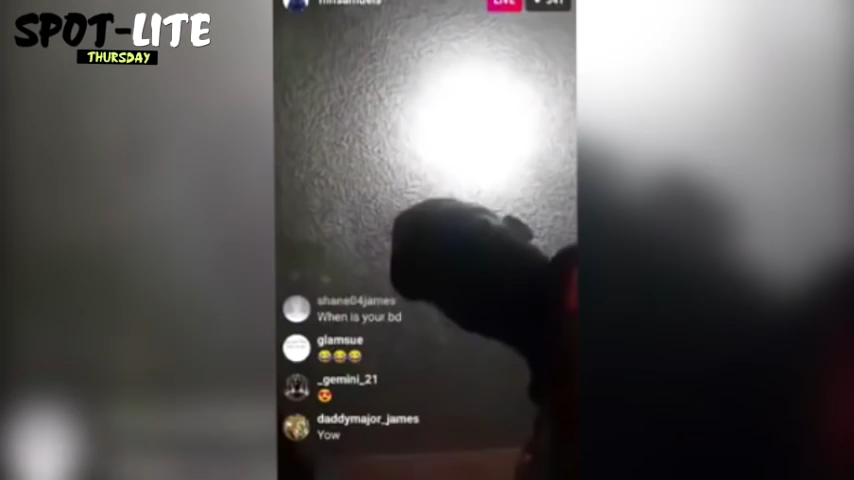 SPOT-LITE
THURSDAY
LIVE
shane04james
When is your bd
glamsue
😂😂😂
_gemini_21
😍
daddymajor_james
Yow